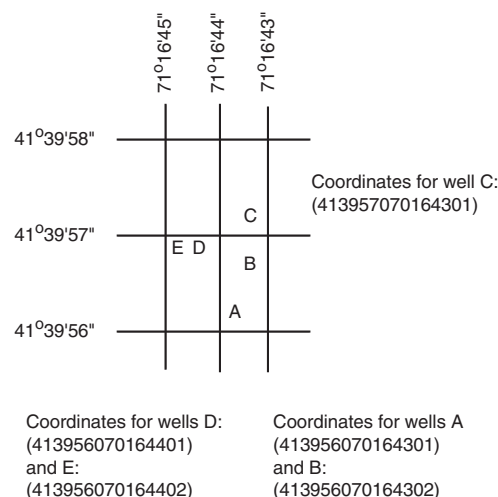 71°16'45"
71°16'44"
71°16'43"
41°39'58"
Coordinates for well C:
(413957070164301)
C
41°39'57"
E D
B
A
41°39'56"
Coordinates for wells D:
(413956070164401)
and E:
(413956070164402)
Coordinates for wells A
(413956070164301)
and B:
(413956070164302)